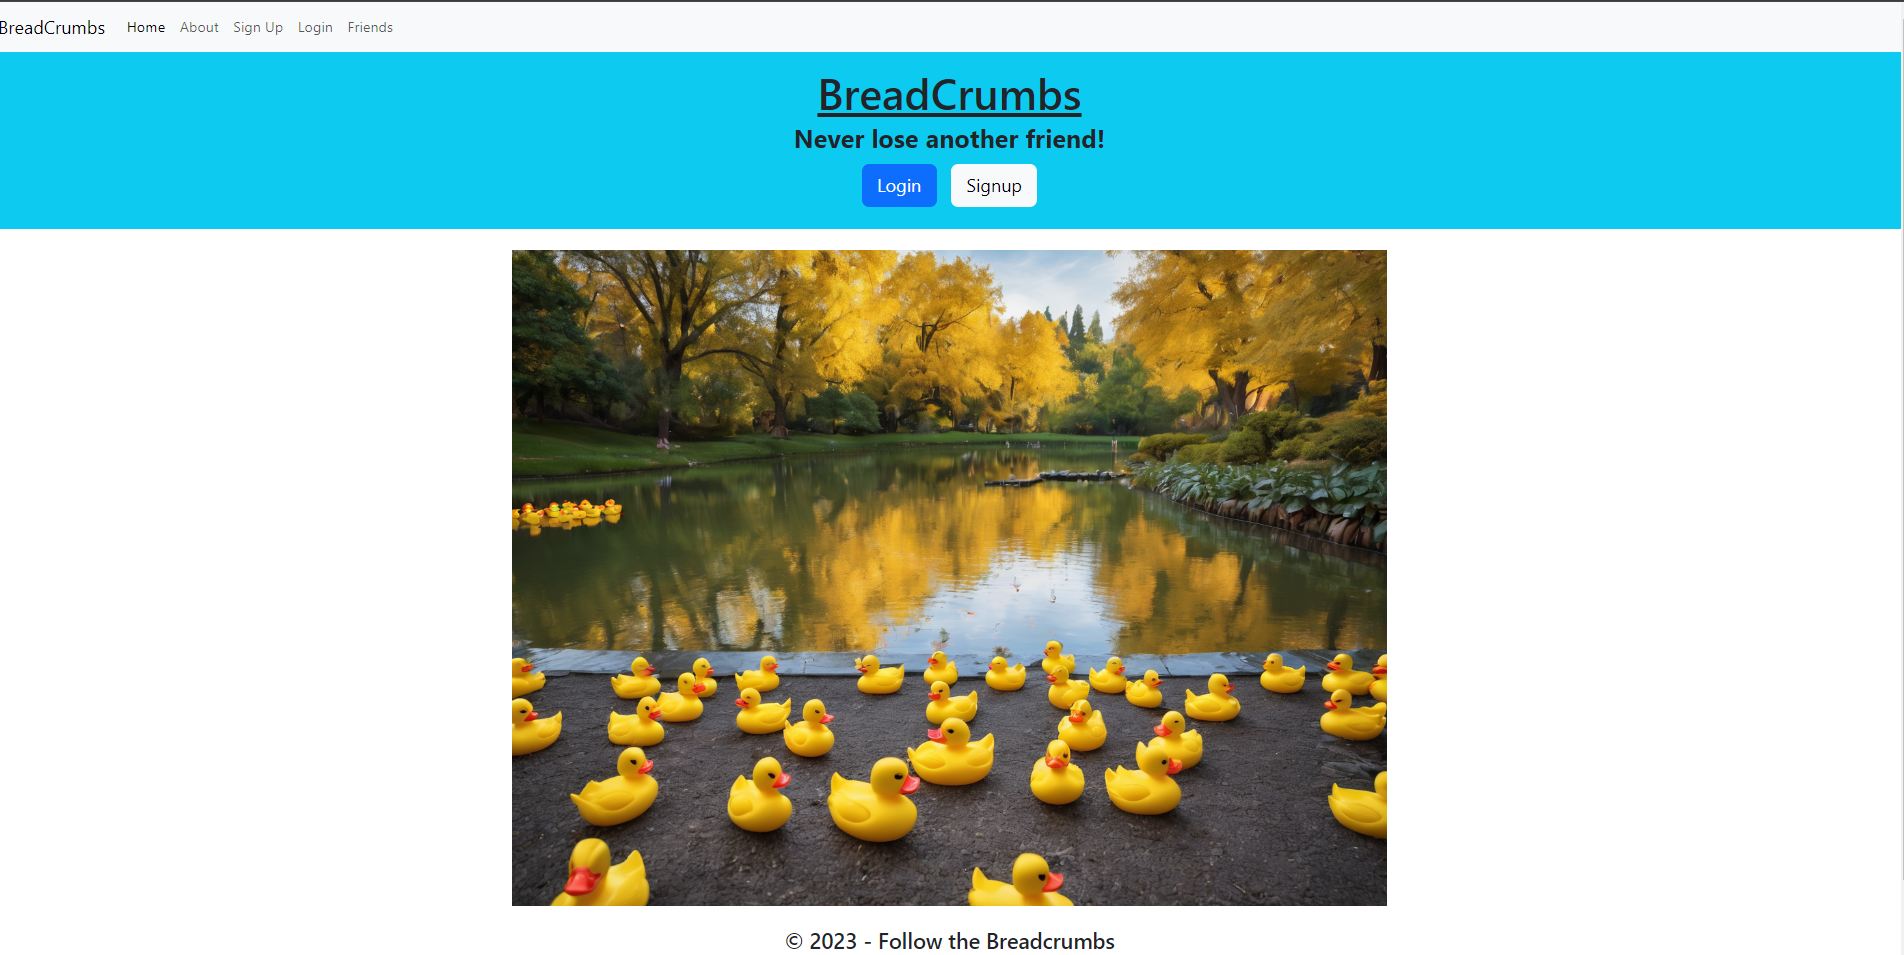 BreadCrumbs Home About Sign Up Login Friends
BreadCrumbs
Never lose another friend!
Login Signup
© 2023 - Follow the Breadcrumbs